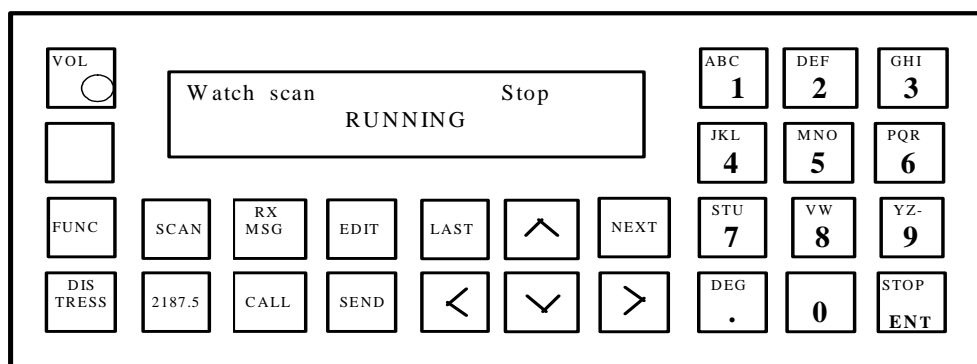 VOL
Watch scan Stop
RUNNING
ABC
1
DEF
2
GHI
3
JKL
4
MNO
5
PQR
6
FUNC
SCAN
RX
MSG
EDIT
LAST
NEXT
STU
7
VW
8
YZ-
9
DIS
TRESS
2187.5
CALL
SEND
DEG
.
0
STOP
ENT